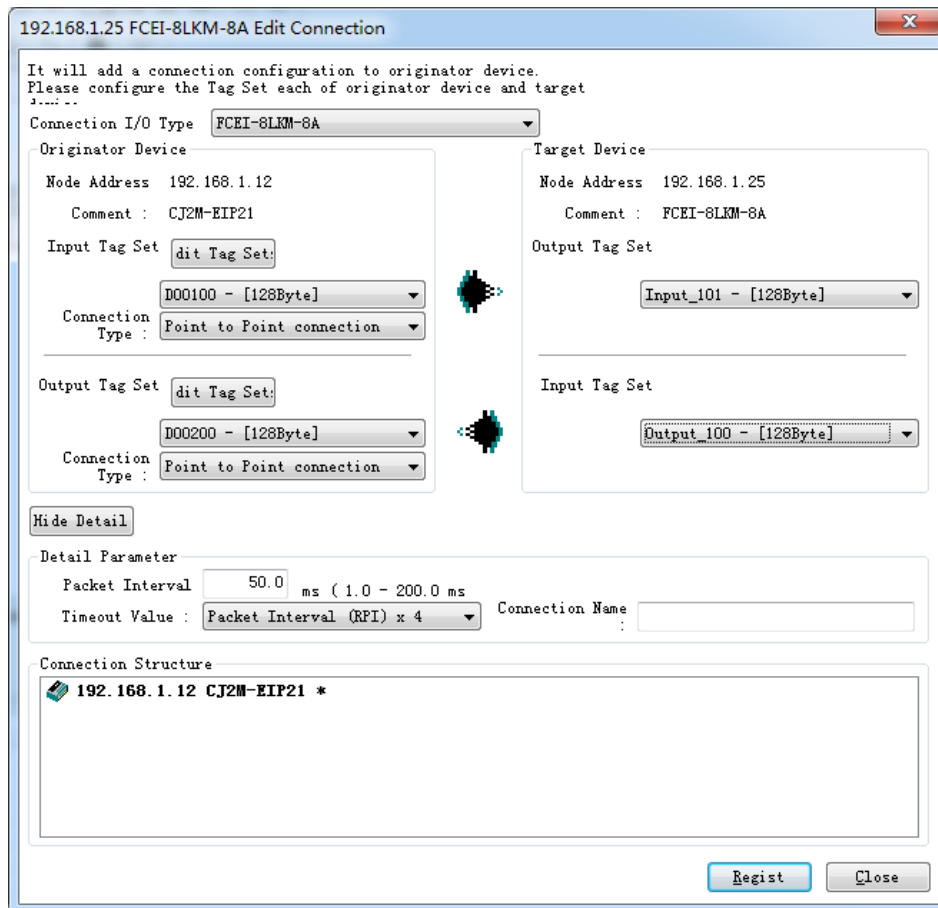 192.168.1.25 FCEI-8LKM-8A Edit Connection
It will add a connection configuration to originator device.
Please configure the Tag Set each of originator device and target
Connection I/O Type FCEI-8LKM-8A
Originator Device
Node Address 192.168.1.12
Comment : CJ2M-EIP21
Input Tag Set dit Tag Set:
D00100 - [128Byte]
Connection
Type : Point to Point connection
Output Tag Set dit Tag Set:
D00200 - [128Byte]
Connection
Type : Point to Point connection
Target Device
Node Address 192.168.1.25
Comment : FCEI-8LKM-8A
Output Tag Set
Input_101 - [128Byte]
Input Tag Set
Output_100 - [128Byte]
Hide Detail
Detail Parameter
Packet Interval 50.0 ms ( 1.0 - 200.0 ms
Timeout Value : Packet Interval (RPI) x 4
Connection Name
:
Connection Structure
192.168.1.12 CJ2M-EIP21 *
Regist Close